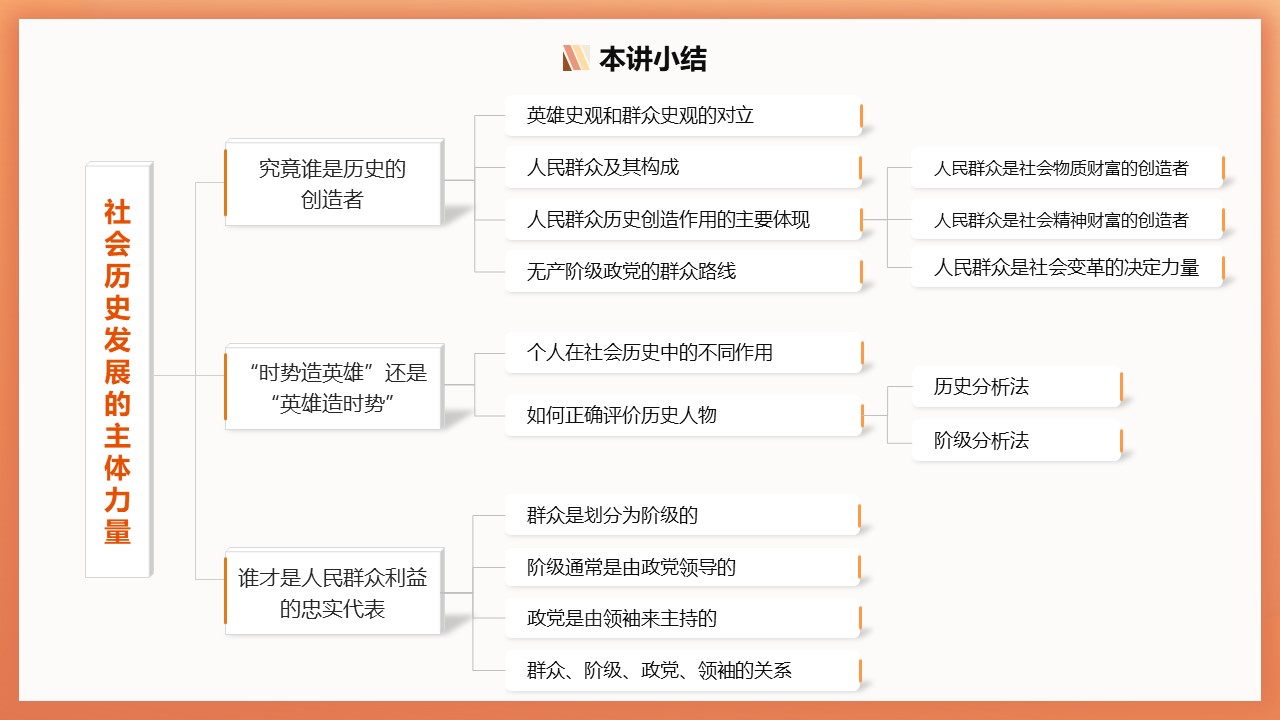 本讲小结
社会历史发展的主体力量
究竟谁是历史的
创造者
英雄史观和群众史观的对立
人民群众及其构成
人民群众历史创造作用的主要体现
人民群众是社会物质财富的创造者
人民群众是社会精神财富的创造者
人民群众是社会变革的决定力量
无产阶级政党的群众路线
“时势造英雄”还是
“英雄造时势”
个人在社会历史中的不同作用
如何正确评价历史人物
历史分析法
阶级分析法
谁才是人民群众利益
的忠实代表
群众是划分为阶级的
阶级通常是由政党领导的
政党是由领袖来主持的
群众、阶级、政党、领袖的关系